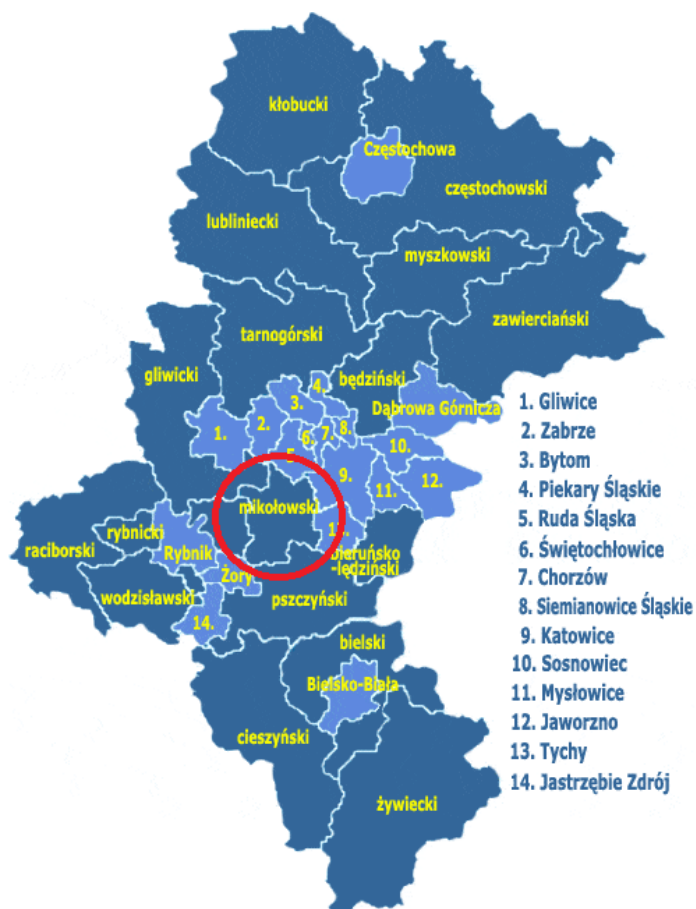 kłobucki
Częstochowa
częstochowski
lubliniecki
myszkowski
zawierciański
tarnogórski
gliwicki
będziński
4.
3.
Dąbrowa Górnicza
1.
2.
6.
7.
8.
5.
10.
9.
11.
12.
mikołowski
13.
rybnicki
Rybnik
raciborski
bieruńsko
-lędziński
Żory
wodzisławski
pszczyński
14.
bielski
Bielsko-Biała
cieszyński
żywiecki
1. Gliwice
2. Zabrze
3. Bytom
4. Piekary Śląskie
5. Ruda Śląska
6. Świętochłowice
7. Chorzów
8. Siemianowice Śląskie
9. Katowice
10. Sosnowiec
11. Mysłowice
12. Jaworzno
13. Tychy
14. Jastrzębie Zdrój